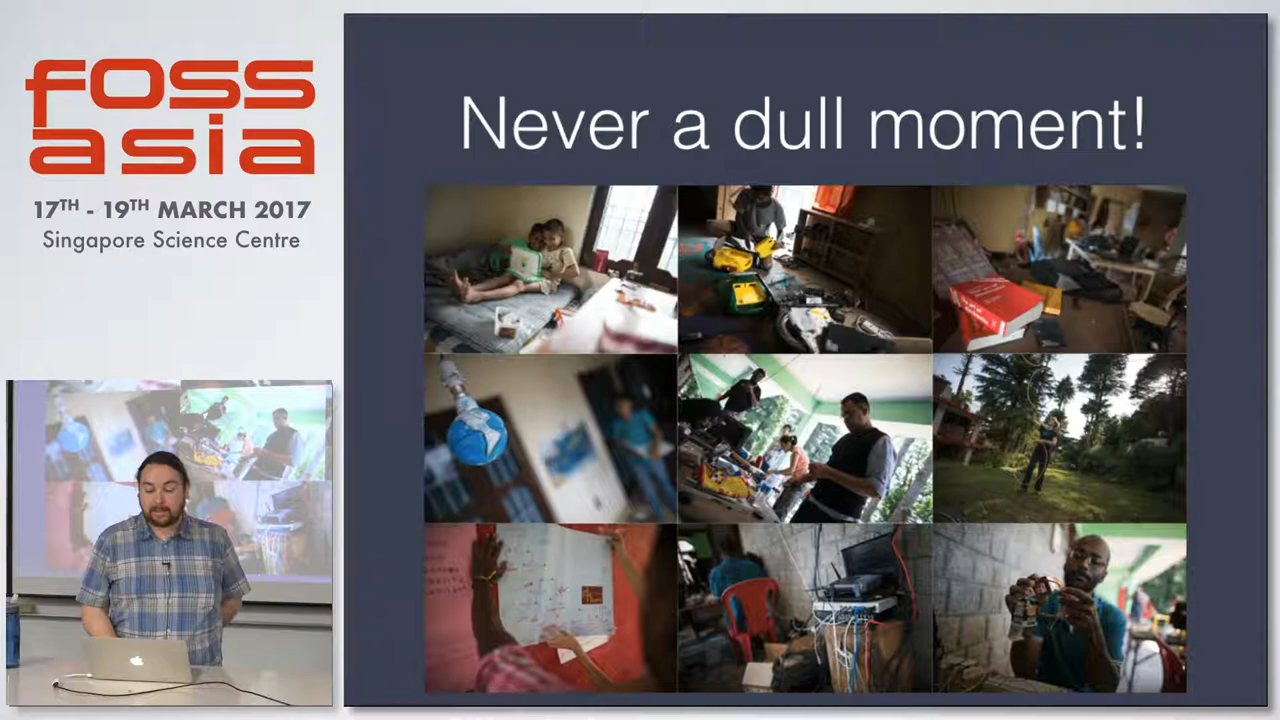 foss
asia
17TH - 19TH MARCH 2017
Singapore Science Centre
Never a dull moment!